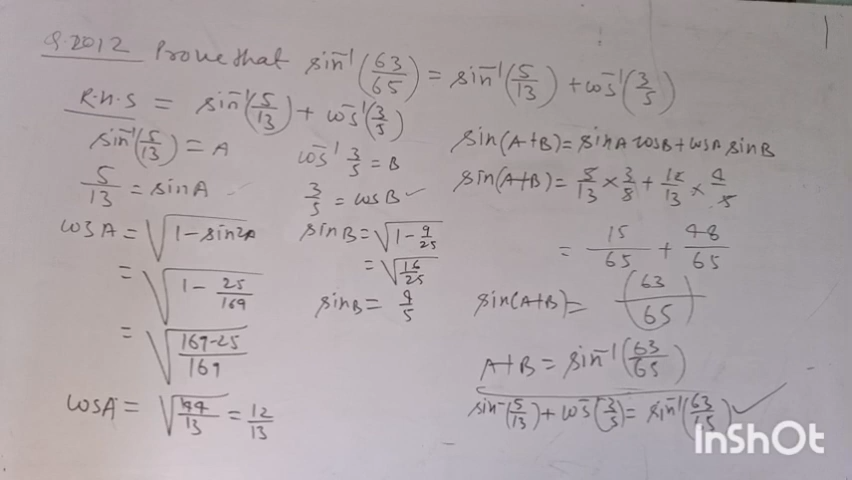 Q.2012 Prove that sin⁻¹(63/65) = sin⁻¹(5/13) + cos⁻¹(3/5)
R.H.S = sin⁻¹(5/13) + cos⁻¹(3/5)
sin⁻¹(5/13) = A
5/13 = sinA
cosA = √(1-sin2A)
= √(1 - 25/169)
= √(169-25/169)
cosA = √(144/13) = 12/13
cos⁻¹ 3/5 = B
3/5 = cosB ✓
sinB = √(1 - 9/25)
= √(16/25)
sinB = 4/5
sin(A+B) = sinA cosB + cosA sinB
sin(A+B) = 5/13 × 3/8 + 12/13 × 4/5
= 15/65 + 48/65
sin(A+B) = (63/65)
A+B = sin⁻¹(63/65)
sin⁻(5/13) + cos⁻(3/5) = sin⁻¹(63/65) ✓
1
InShOt